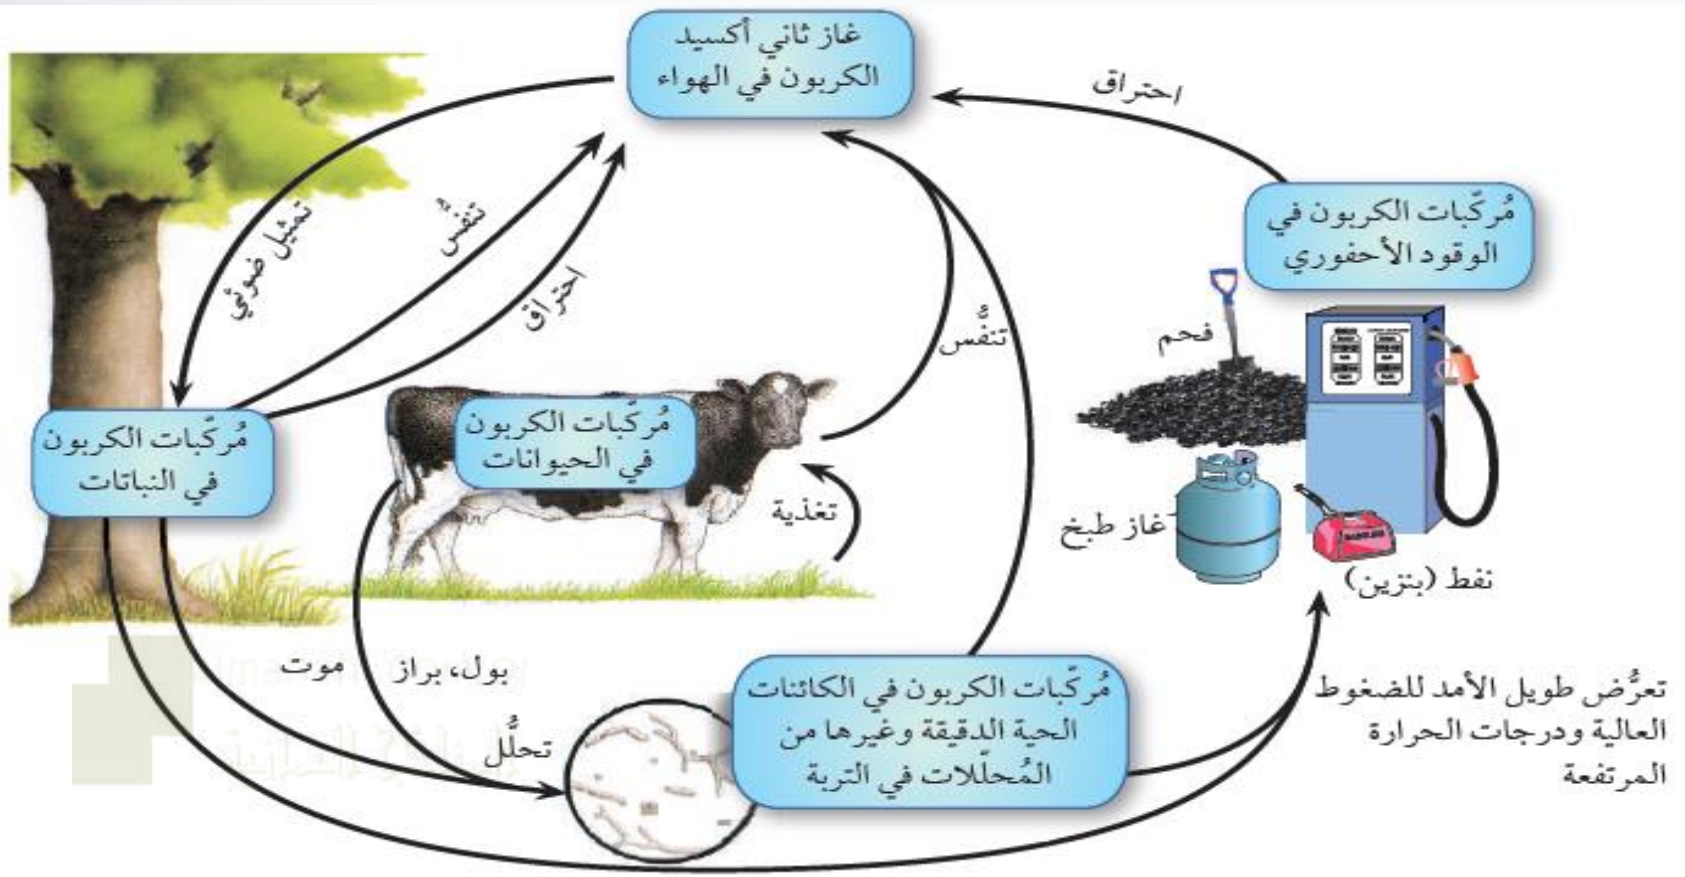 غاز ثاني أكسيد
الكربون في الهواء
احتراق
مُركّبات الكربون في
الوقود الأحفوري
تمثيل ضوئي
تنفّس
احتراق
تنفُّس
فحم
مُركّبات الكربون
في النباتات
مُركّبات الكربون
في الحيوانات
تغذية
غاز طبخ
نفط (بنزين)
موت
بول، براز
تحلُّل
مُركّبات الكربون في الكائنات
الحية الدقيقة وغيرها من
المُحلّلات في التربة
تعرُّض طويل الأمد للضغوط
العالية ودرجات الحرارة
المرتفعة